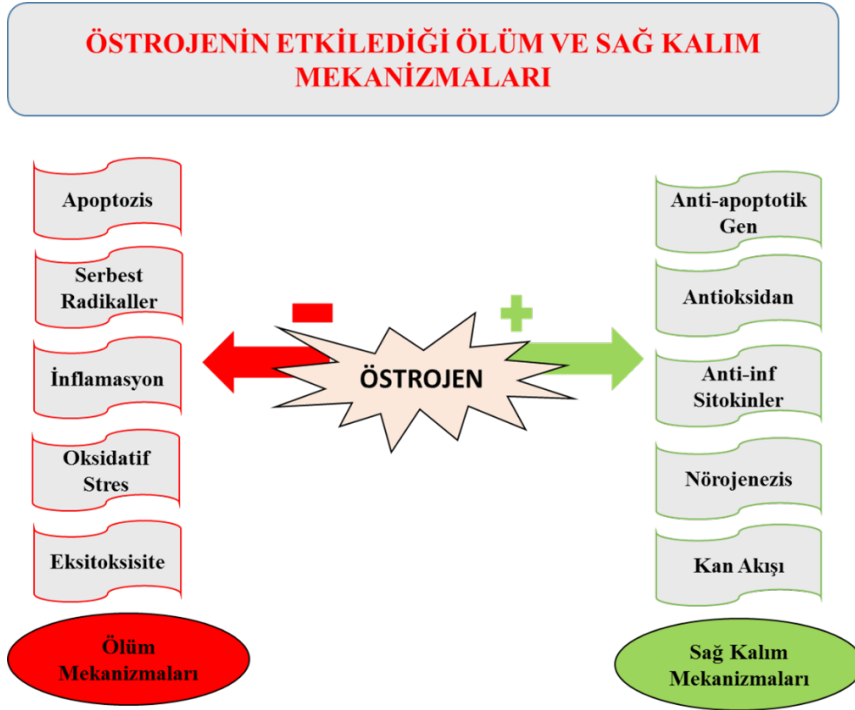 ÖSTROJENİN ETKİLEDİĞİ ÖLÜM VE SAĞ KALIM
MEKANİZMALARI
Apoptozis
Serbest
Radikaller
İnflamasyon
Oksidatif
Stres
Eksitoksisite
Ölüm
Mekanizmaları
ÖSTROJEN
Anti-apoptotik
Gen
Antioksidan
Anti-inf
Sitokinler
Nörojenezis
Kan Akışı
Sağ Kalım
Mekanizmaları